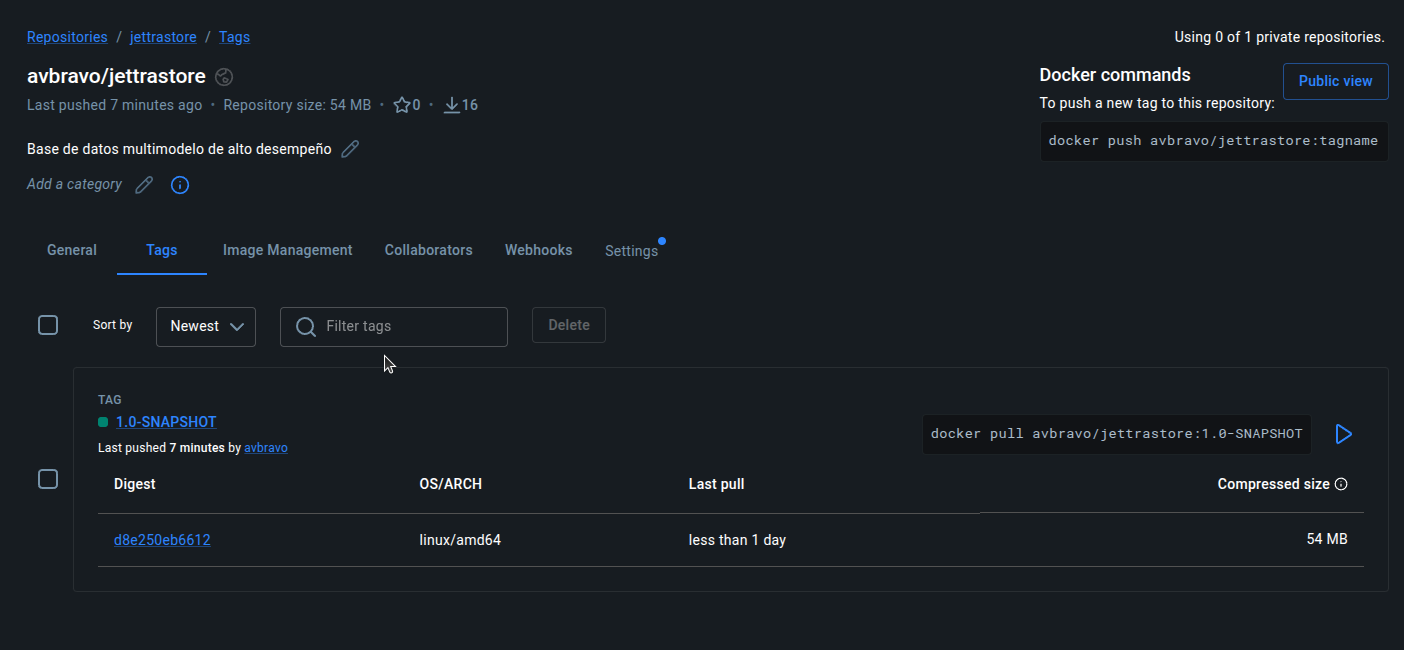 Repositories / jettrastore / Tags
Using 0 of 1 private repositories.
avbravo/jettrastore
Last pushed 7 minutes ago · Repository size: 54 MB · 0 · 16
Docker commands
Public view
To push a new tag to this repository:
docker push avbravo/jettrastore:tagname
Base de datos multimodelo de alto desempeño
Add a category
General Tags Image Management Collaborators Webhooks Settings
Sort by Newest Filter tags Delete
TAG
1.0-SNAPSHOT
docker pull avbravo/jettrastore:1.0-SNAPSHOT
Last pushed 7 minutes by avbravo
Digest OS/ARCH Last pull Compressed size
d8e250eb6612 linux/amd64 less than 1 day 54 MB